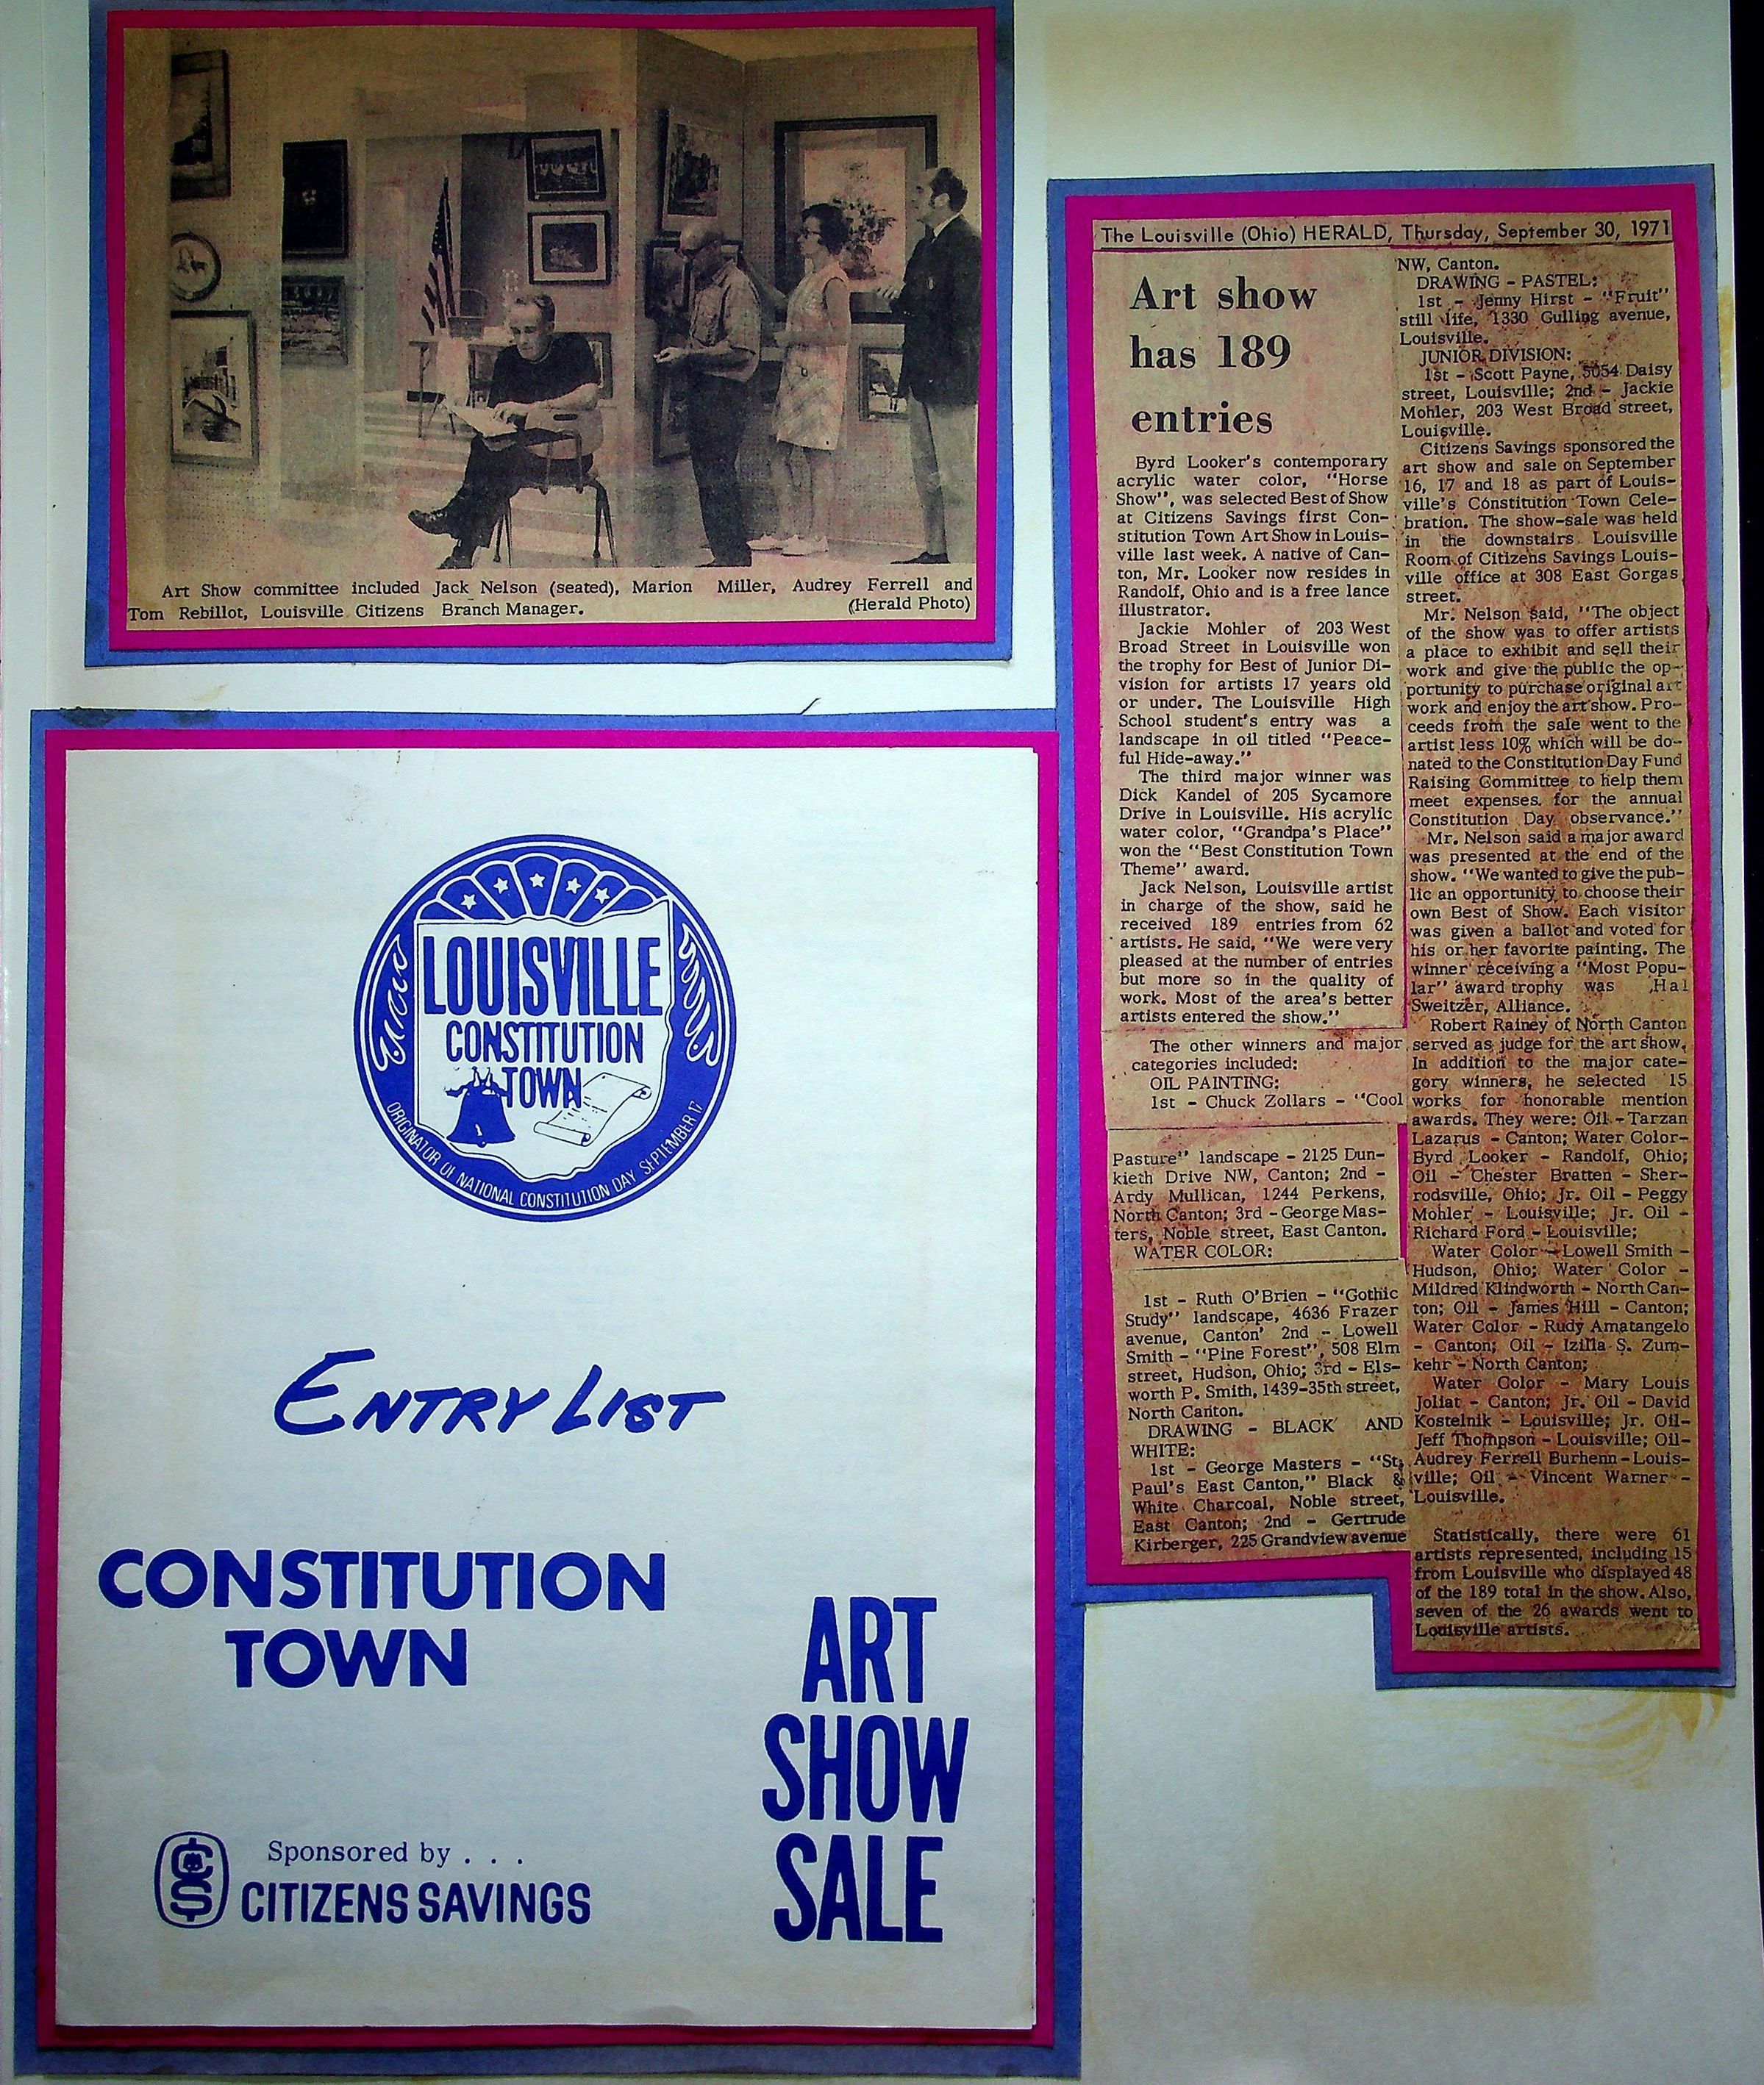 Art Show committee included Jack Nelson (seated), Marion Miller, Audrey Ferrell and
Tom Rebillot, Louisville Citizens Branch Manager. (Herald Photo)
LOUISVILLE
CONSTITUTION
TOWN
ORIGINATOR OF NATIONAL CONSTITUTION DAY SEPTEMBER 17
ENTRY LIST
CONSTITUTION
TOWN
ART
SHOW
SALE
CSS
Sponsored by . . .
CITIZENS SAVINGS
The Louisville (Ohio) HERALD, Thursday, September 30, 1971
Art show
has 189
entries
Byrd Looker's contemporary
acrylic water color, "Horse
Show", was selected Best of Show
at Citizens Savings first Con-
stitution Town Art Show in Louis-
ville last week. A native of Can-
ton, Mr. Looker now resides in
Randolf, Ohio and is a free lance
illustrator.
Jackie Mohler of 203 West
Broad Street in Louisville won
the trophy for Best of Junior Di-
vision for artists 17 years old
or under. The Louisville High
School student's entry was a
landscape in oil titled "Peace-
ful Hide-away."
The third major winner was
Dick Kandel of 205 Sycamore
Drive in Louisville. His acrylic
water color, "Grandpa's Place"
won the "Best Constitution Town
Theme" award.
Jack Nelson, Louisville artist
in charge of the show, said he
received 189 entries from 62
artists. He said, "We were very
pleased at the number of entries
but more so in the quality of
work. Most of the area's better
artists entered the show."
The other winners and major
categories included:
OIL PAINTING:
1st - Chuck Zollars - "Cool
Pasture" landscape - 2125 Dun-
kieth Drive NW, Canton; 2nd -
Ardy Mullican, 1244 Perkens,
North Canton; 3rd - George Mas-
ters, Noble street, East Canton.
WATER COLOR:
1st - Ruth O'Brien - "Gothic
Study" landscape, 4636 Frazer
avenue, Canton' 2nd - Lowell
Smith - "Pine Forest", 508 Elm
street, Hudson, Ohio; 3rd - Els-
worth P. Smith, 1439-35th street,
North Canton.
DRAWING - BLACK AND
WHITE:
1st - George Masters - "St.
Paul's East Canton," Black &
White Charcoal, Noble street,
East Canton; 2nd - Gertrude
Kirberger, 225 Grandview avenue
NW, Canton.
DRAWING - PASTEL:
1st - Jenny Hirst - "Fruit"
still life, 1330 Gulling avenue,
Louisville.
JUNIOR DIVISION:
1st - Scott Payne, 5054 Daisy
street, Louisville; 2nd - Jackie
Mohler, 203 West Broad street,
Louisville.
Citizens Savings sponsored the
art show and sale on September
16, 17 and 18 as part of Louis-
ville's Constitution Town Cele-
bration. The show-sale was held
in the downstairs Louisville
Room of Citizens Savings Louis-
ville office at 308 East Gorgas
street.
Mr. Nelson said, "The object
of the show was to offer artists
a place to exhibit and sell their
work and give the public the op-
portunity to purchase original art
work and enjoy the art show. Pro-
ceeds from the sale went to the
artist less 10% which will be do-
nated to the Constitution Day Fund
Raising Committee to help them
meet expenses for the annual
Constitution Day observance."
Mr. Nelson said a major award
was presented at the end of the
show. "We wanted to give the pub-
lic an opportunity to choose their
own Best of Show. Each visitor
was given a ballot and voted for
his or her favorite painting. The
winner receiving a "Most Popu-
lar" award trophy was Hal
Sweitzer, Alliance.
Robert Rainey of North Canton
served as judge for the art show.
In addition to the major cate-
gory winners, he selected 15
works for honorable mention
awards. They were: Oil - Tarzan
Lazarus - Canton; Water Color-
Byrd Looker - Randolf, Ohio;
Oil - Chester Bratten - Sher-
rodsville, Ohio; Jr. Oil - Peggy
Mohler - Louisville; Jr. Oil -
Richard Ford - Louisville;
Water Color - Lowell Smith -
Hudson, Ohio; Water Color -
Mildred Klindworth - North Can-
ton; Oil - James Hill - Canton;
Water Color - Rudy Amatangelo
- Canton; Oil - Izilla S. Zum-
kehr - North Canton;
Water Color - Mary Louis
Joliat - Canton; Jr. Oil - David
Kostelnik - Louisville; Jr. Oil-
Jeff Thompson - Louisville; Oil-
Audrey Ferrell Burhenn - Louis-
ville; Oil - Vincent Warner -
Louisville.
Statistically, there were 61
artists represented, including 15
from Louisville who displayed 48
of the 189 total in the show. Also,
seven of the 26 awards went to
Louisville artists.